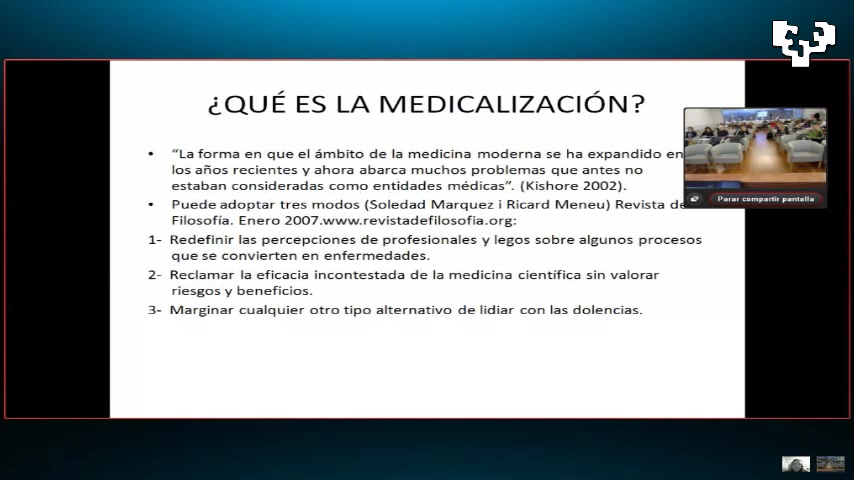 ¿QUÉ ES LA MEDICALIZACIÓN?
• “La forma en que el ámbito de la medicina moderna se ha expandido en
los años recientes y ahora abarca muchos problemas que antes no
estaban consideradas como entidades médicas”. (Kishore 2002).
• Puede adoptar tres modos (Soledad Marquez i Ricard Meneu) Revista de
Filosofía. Enero 2007.www.revistadefilosofia.org:
1- Redefinir las percepciones de profesionales y legos sobre algunos procesos
que se convierten en enfermedades.
2- Reclamar la eficacia incontestada de la medicina científica sin valorar
riesgos y beneficios.
3- Marginar cualquier otro tipo alternativo de lidiar con las dolencias.
Parar compartir pantalla